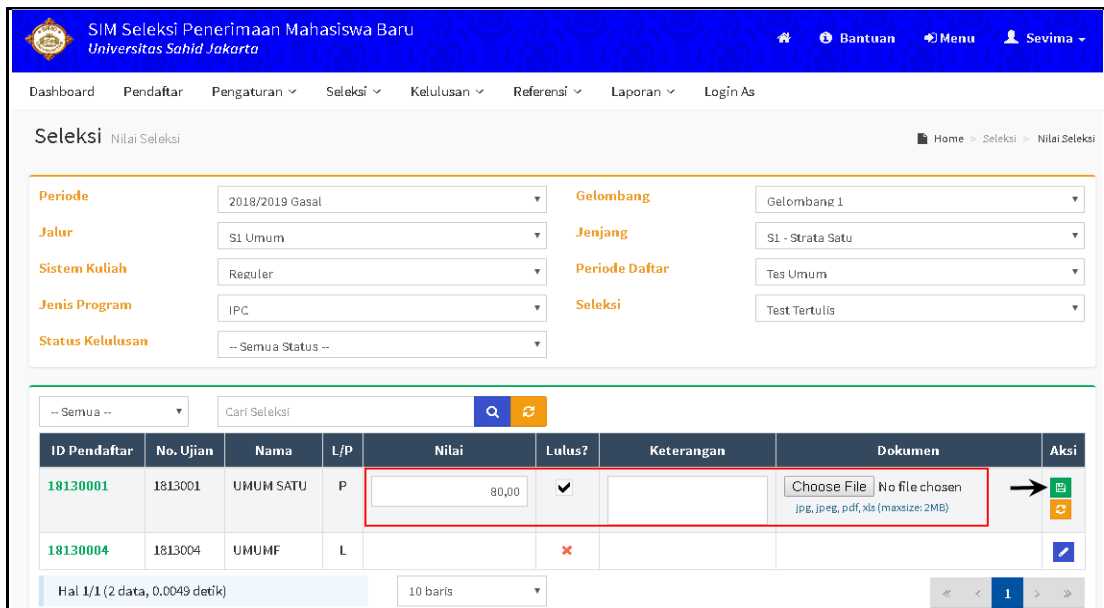 SIM Seleksi Penerimaan Mahasiswa Baru
Universitas Sahid Jakarta
Bantuan Menu Sevima
Dashboard Pendaftar Pengaturan Seleksi Kelulusan Referensi Laporan Login As
Seleksi Nilai Seleksi
Home > Seleksi > Nilai Seleksi
Periode 2018/2019 Gasal Gelombang Gelombang 1
Jalur S1 Umum Jenjang S1 - Strata Satu
Sistem Kuliah Reguler Periode Daftar Tes Umum
Jenis Program IPC Seleksi Test Tertulis
Status Kelulusan -- Semua Status --
-- Semua -- Cari Seleksi
ID Pendaftar No. Ujian Nama L/P Nilai Lulus? Keterangan Dokumen Aksi
18130001 1813001 UMUM SATU P 80,00 Choose File No file chosen
jpg, jpeg, pdf, xls (maxsize: 2MB)
18130004 1813004 UMUMF L
Hal 1/1 (2 data, 0.0049 detik) 10 baris « < 1 > »